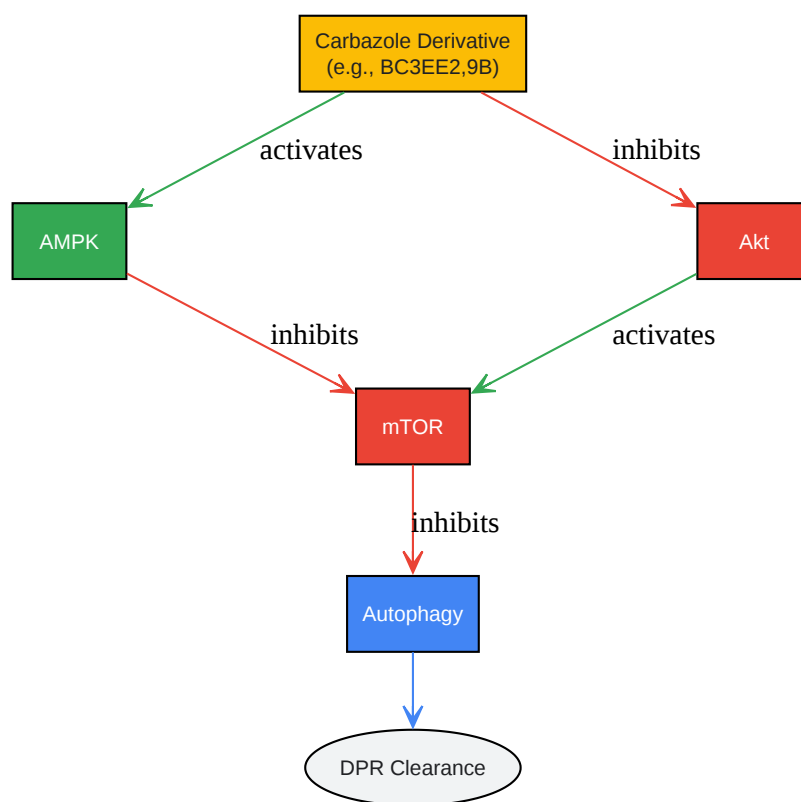 Carbazole Derivative
(e.g., BC3EE2,9B)
activates
inhibits
AMPK
Akt
inhibits
activates
mTOR
inhibits
Autophagy
DPR Clearance